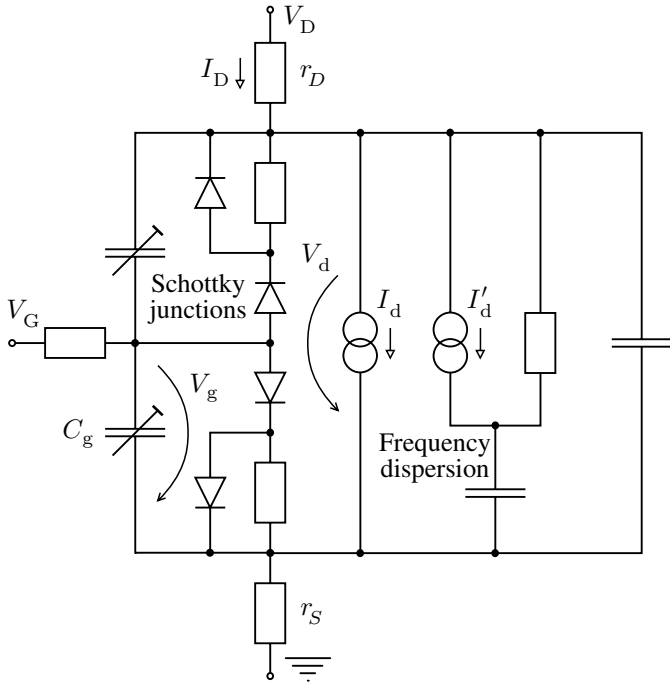 V_D
I_D
r_D
V_d
Schottky
junctions
I_d
I'_d
V_G
V_g
C_g
Frequency
dispersion
r_S